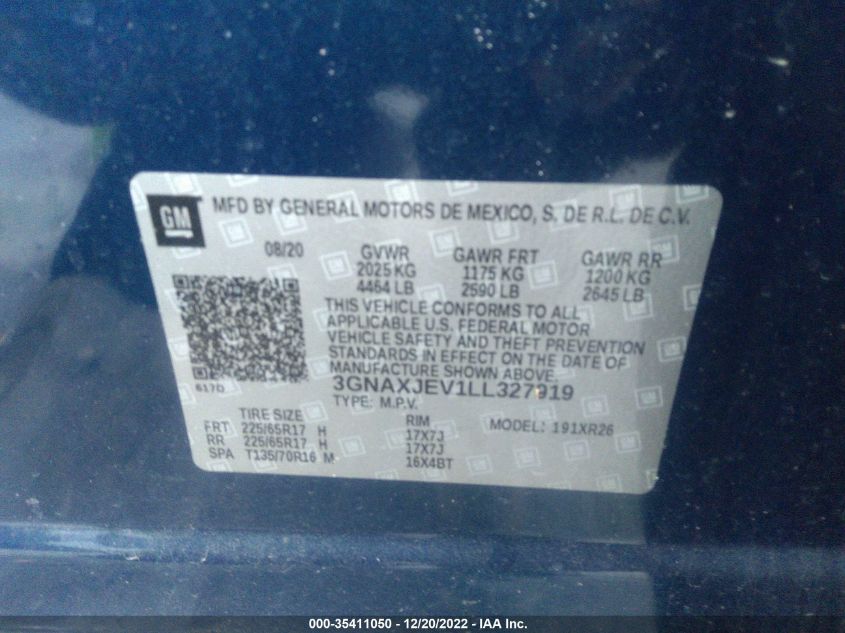 GM
MFD BY GENERAL MOTORS DE MEXICO, S. DE R.L. DE C.V.
08/20 GVWR GAWR FRT GAWR RR
2025 KG 1175 KG 1200 KG
4464 LB 2590 LB 2645 LB
THIS VEHICLE CONFORMS TO ALL
APPLICABLE U.S. FEDERAL MOTOR
VEHICLE SAFETY AND THEFT PREVENTION
STANDARDS IN EFFECT ON THE DATE OF
MANUFACTURE SHOWN ABOVE.
617D 3GNAXJEV1LL327919
TYPE: M.P.V.
TIRE SIZE RIM MODEL: 191XR26
FRT 225/65R17 H 17X7J
RR 225/65R17 H 17X7J
SPA T135/70R16 M 16X4BT
000-35411050 - 12/20/2022 - IAA Inc.